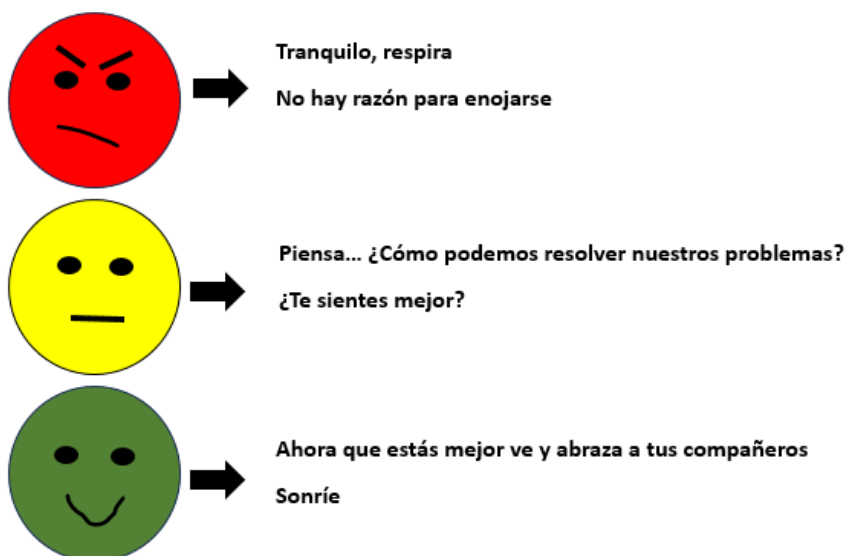 Tranquilo, respira
No hay razón para enojarse
Piensa... ¿Cómo podemos resolver nuestros problemas?
¿Te sientes mejor?
Ahora que estás mejor ve y abraza a tus compañeros
Sonríe